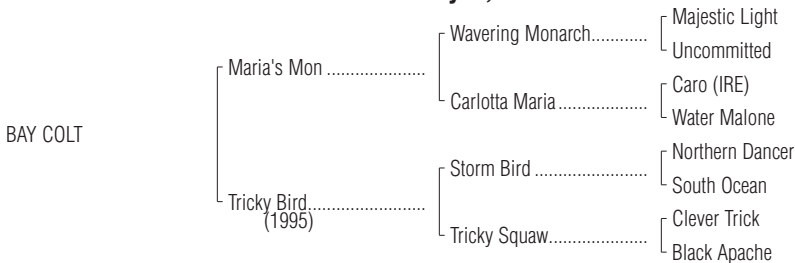 Majestic Light
Wavering Monarch............
Uncommitted
Maria's Mon .....................
Caro (IRE)
Carlotta Maria...................
Water Malone
BAY COLT
Northern Dancer
Storm Bird ........................
South Ocean
Tricky Bird.........................
(1995)
Clever Trick
Tricky Squaw.....................
Black Apache